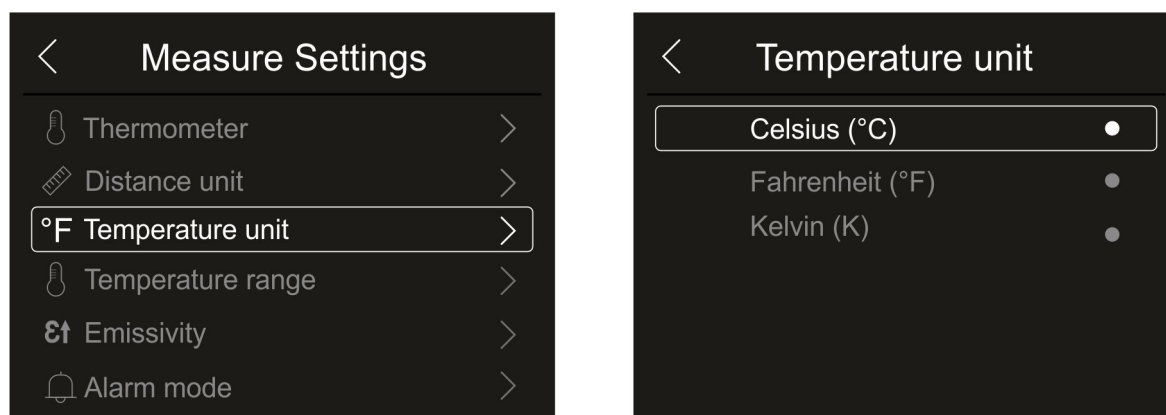 Measure Settings
Thermometer
Distance unit
°F Temperature unit
Temperature range
Ɛ↑ Emissivity
Alarm mode
Temperature unit
Celsius (°C)
Fahrenheit (°F)
Kelvin (K)